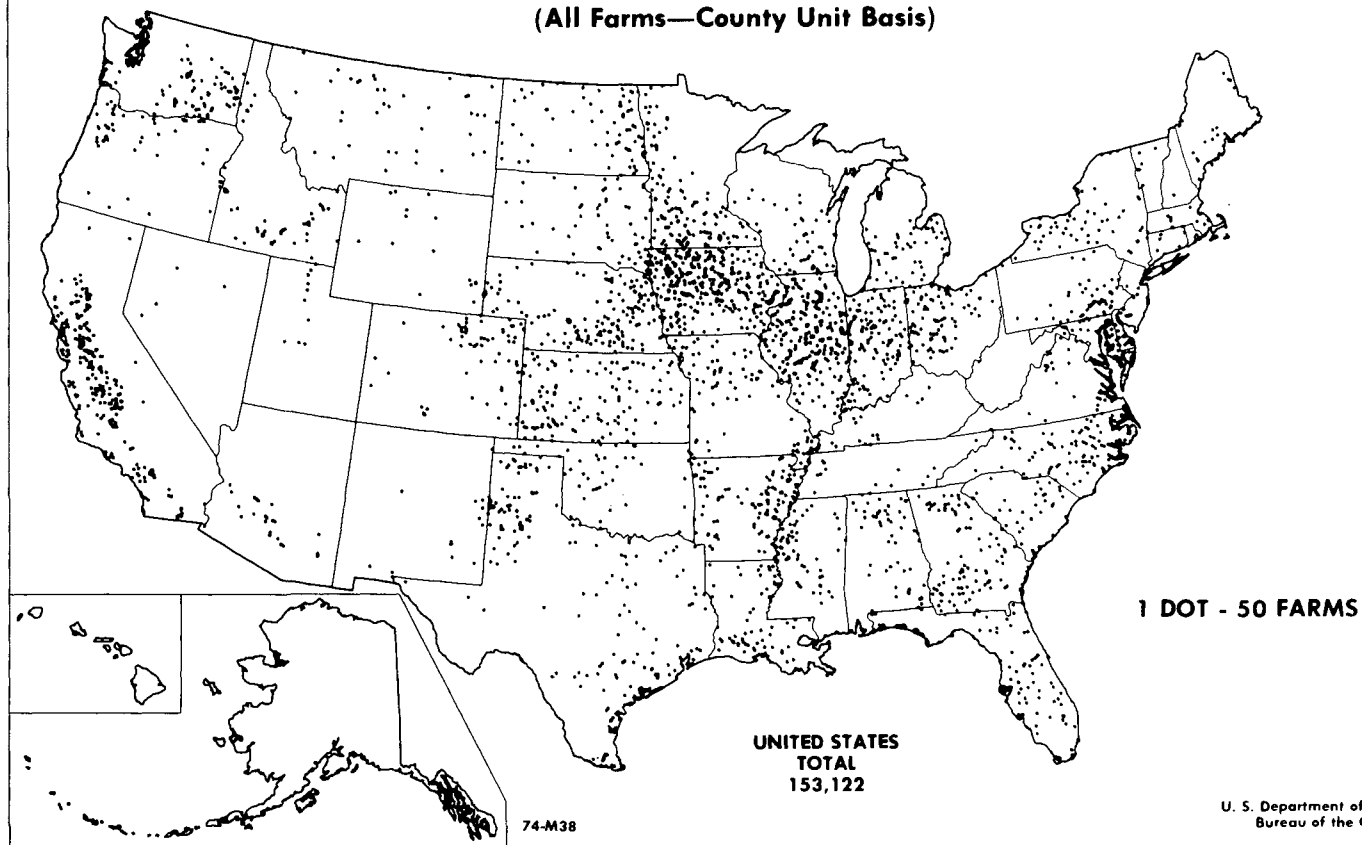 (All Farms—County Unit Basis)
1 DOT - 50 FARMS
UNITED STATES
TOTAL
153,122
74-M38
U. S. Department of
Bureau of the